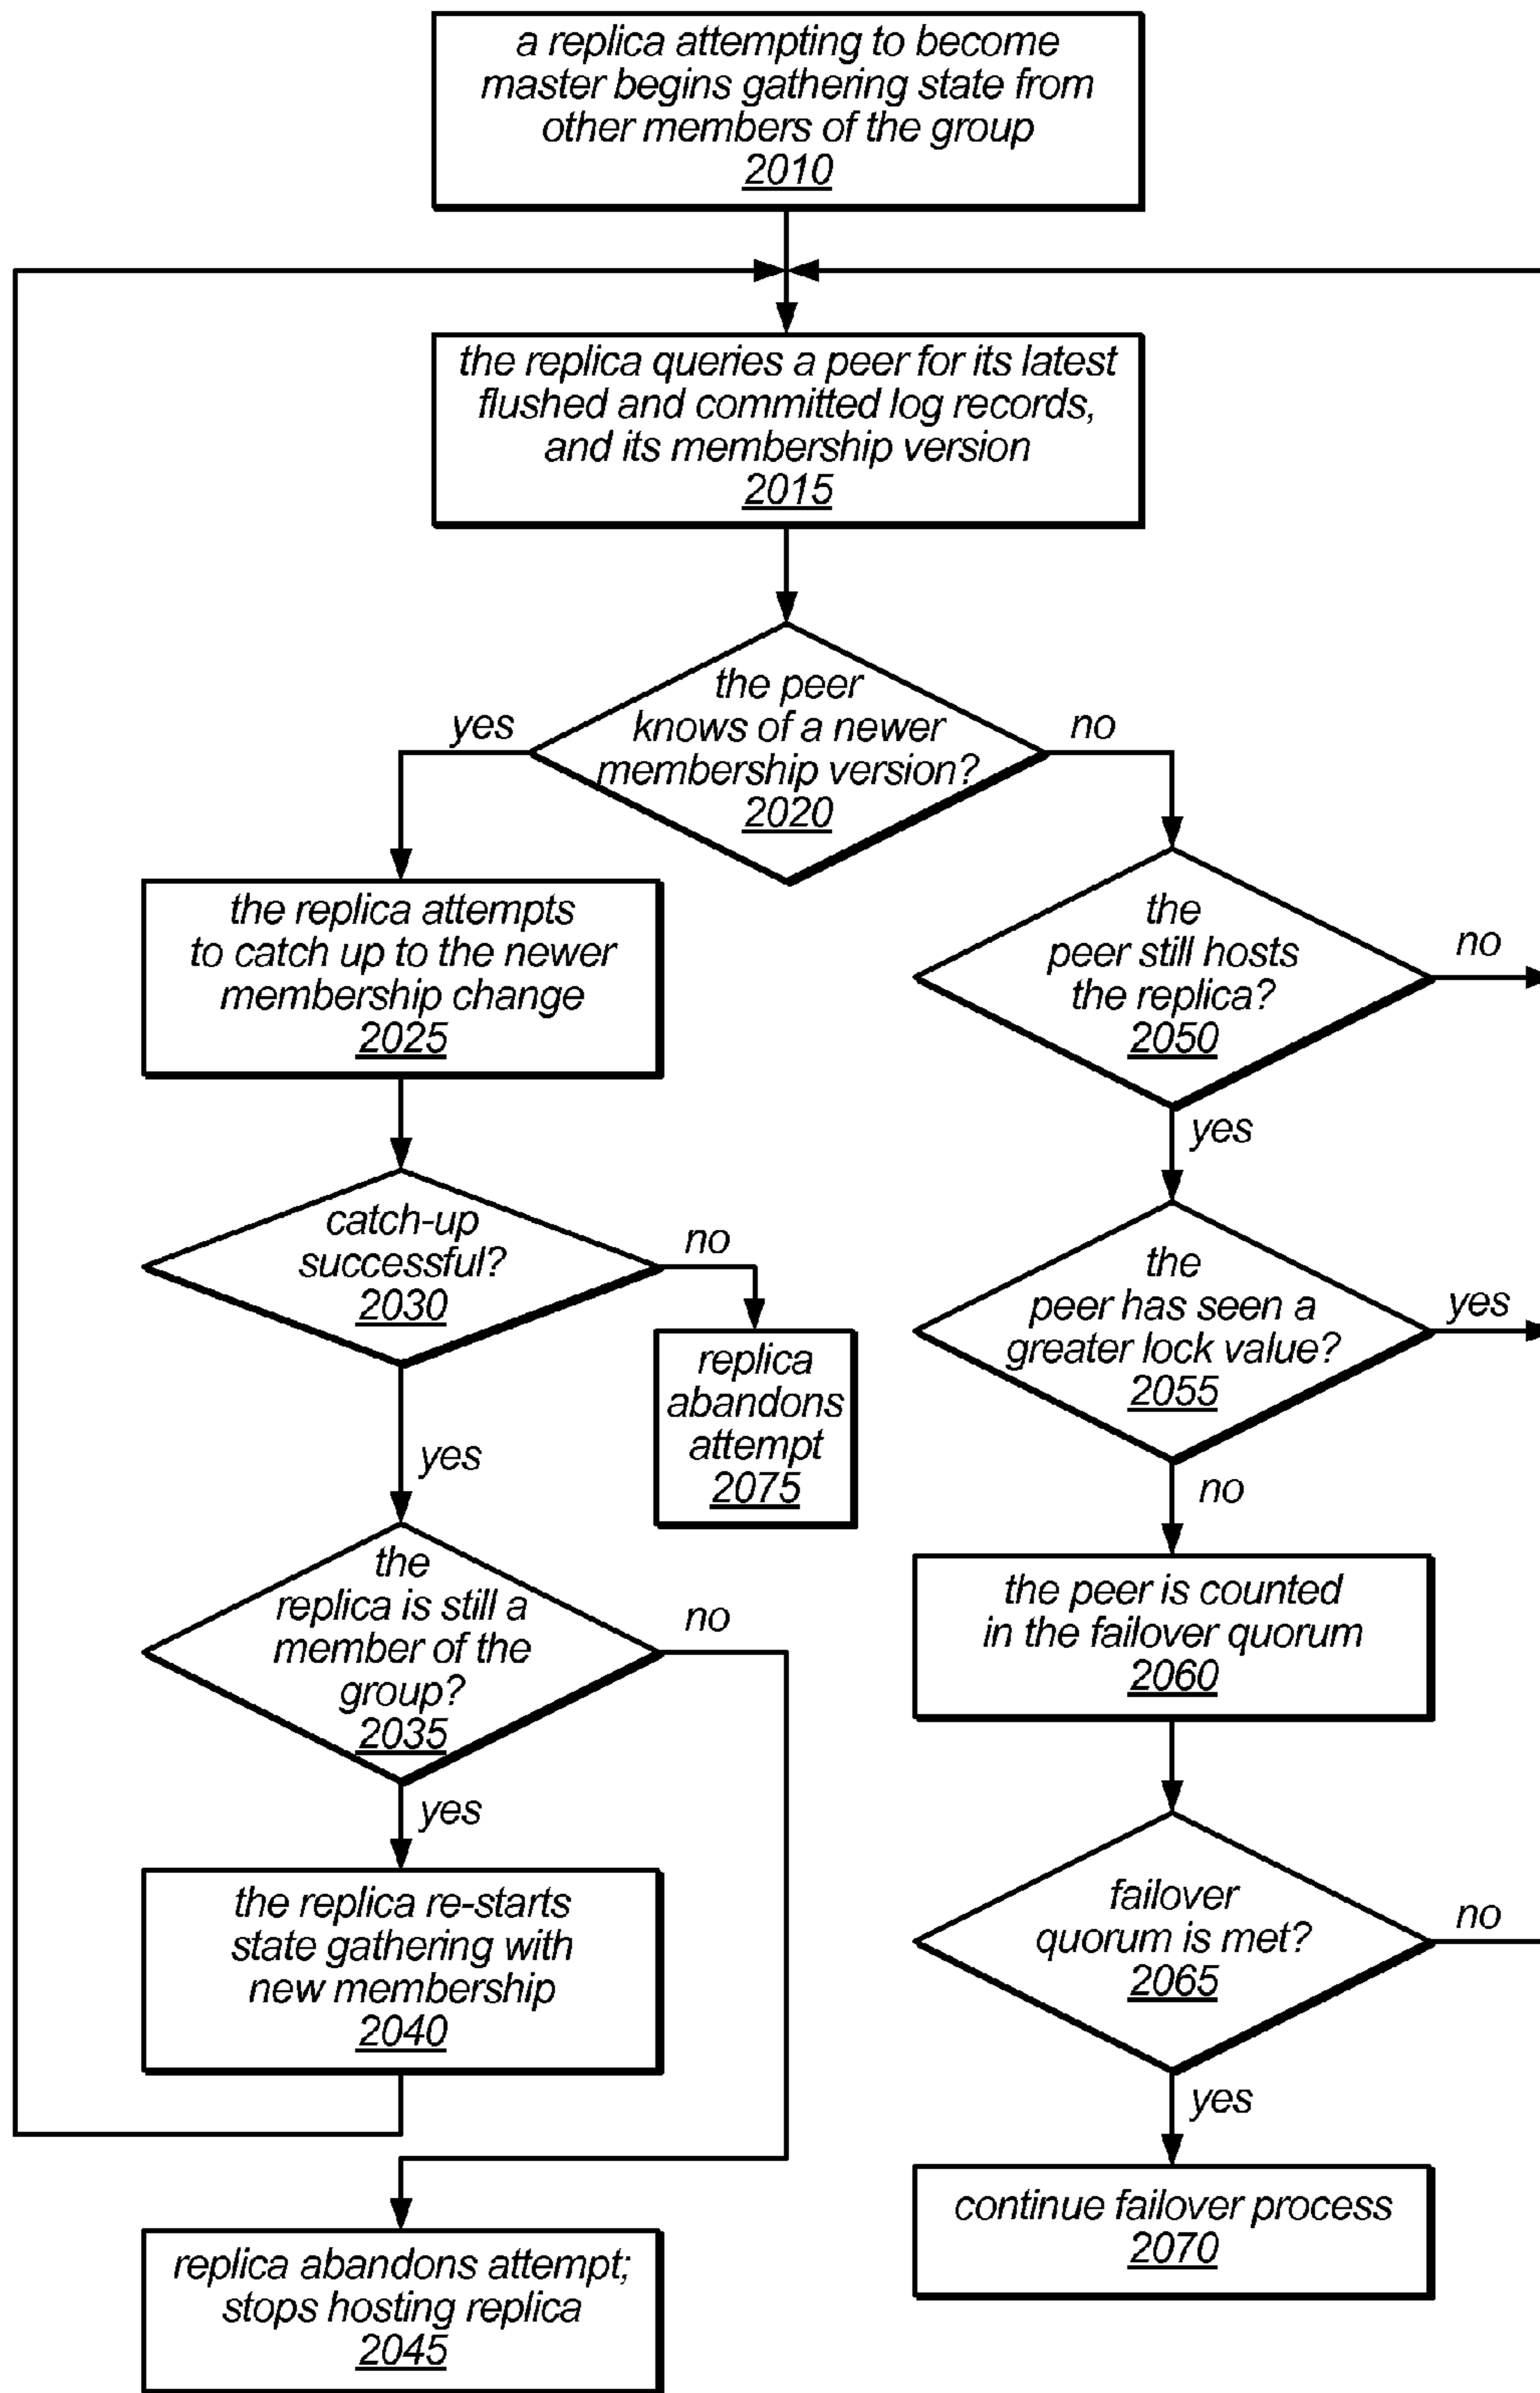 a replica attempting to become
master begins gathering state from
other members of the group
2010
the replica queries a peer for its latest
flushed and committed log records,
and its membership version
2015
the peer
knows of a newer
membership version?
2020
yes
no
the replica attempts
to catch up to the newer
membership change
2025
the
peer still hosts
the replica?
2050
no
yes
catch-up
successful?
2030
no
yes
replica
abandons
attempt
2075
the
peer has seen a
greater lock value?
2055
yes
no
the
replica is still a
member of the
group?
2035
no
yes
the peer is counted
in the failover quorum
2060
the replica re-starts
state gathering with
new membership
2040
failover
quorum is met?
2065
no
yes
replica abandons attempt;
stops hosting replica
2045
continue failover process
2070